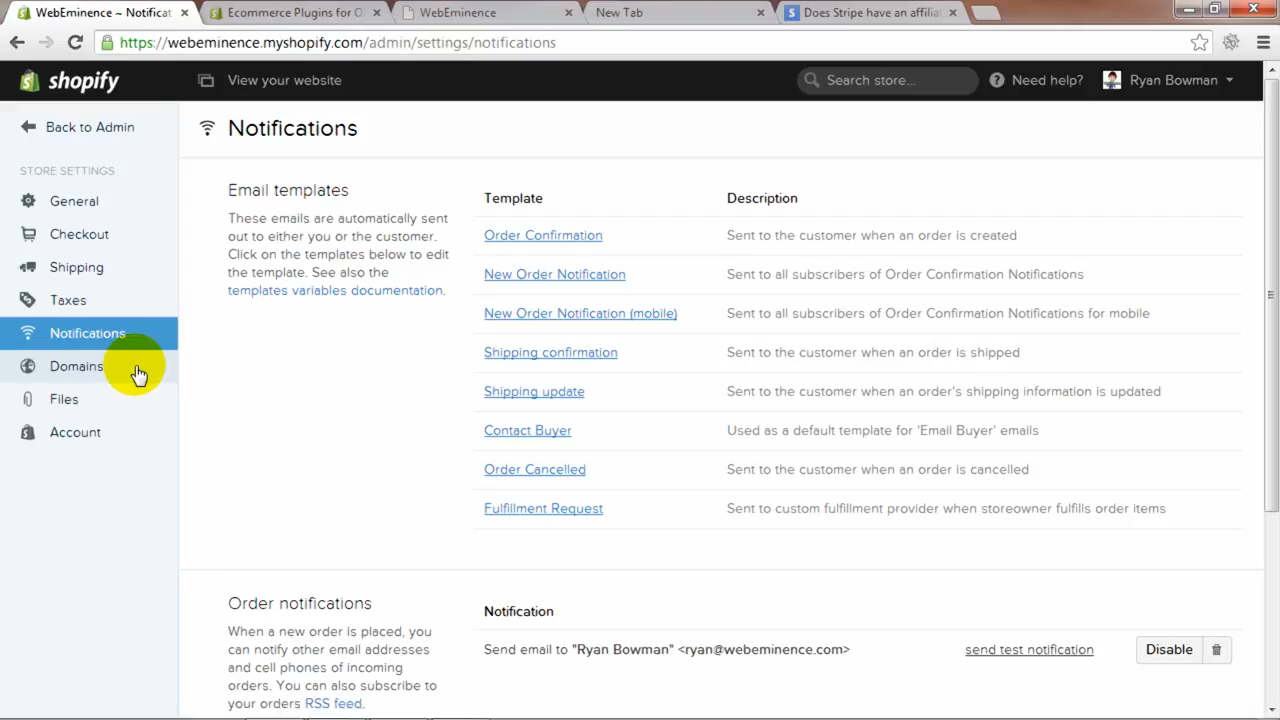 WebEminence ~ Notificat
Ecommerce Plugins for O
WebEminence
New Tab
Does Stripe have an affilia
https://webeminence.myshopify.com/admin/settings/notifications
shopify
View your website
Search store...
Need help?
Ryan Bowman
Back to Admin
Notifications
STORE SETTINGS
General
Checkout
Shipping
Taxes
Notifications
Domains
Files
Account
Email templates
These emails are automatically sent
out to either you or the customer.
Click on the templates below to edit
the template. See also the
templates variables documentation.
Template Description
Order Confirmation Sent to the customer when an order is created
New Order Notification Sent to all subscribers of Order Confirmation Notifications
New Order Notification (mobile) Sent to all subscribers of Order Confirmation Notifications for mobile
Shipping confirmation Sent to the customer when an order is shipped
Shipping update Sent to the customer when an order's shipping information is updated
Contact Buyer Used as a default template for 'Email Buyer' emails
Order Cancelled Sent to the customer when an order is cancelled
Fulfillment Request Sent to custom fulfillment provider when storeowner fulfills order items
Order notifications
When a new order is placed, you
can notify other email addresses
and cell phones of incoming
orders. You can also subscribe to
your orders RSS feed.
Notification
Send email to "Ryan Bowman" <ryan@webeminence.com> send test notification Disable